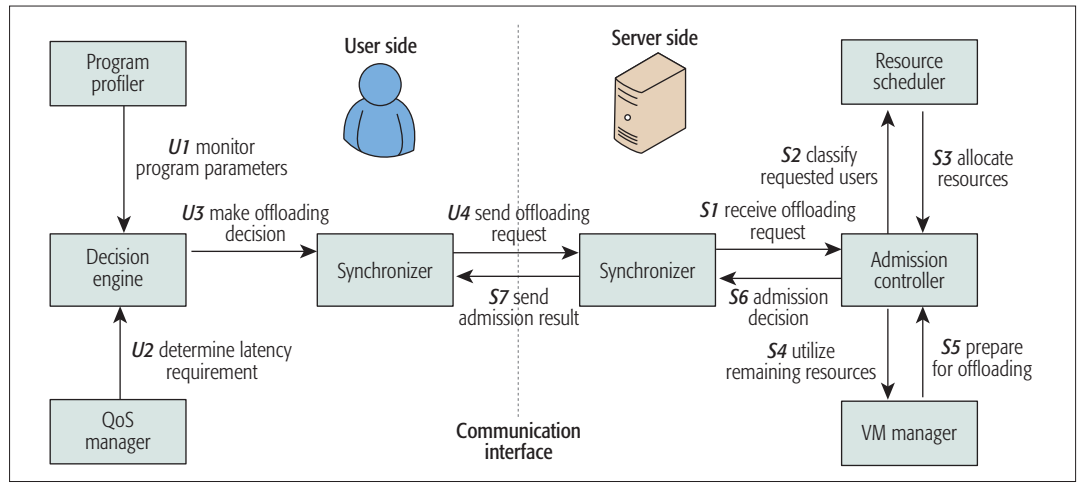 User side
Server side
Program
profiler
Resource
scheduler
U1 monitor
program parameters
S2 classify
requested users
S3 allocate
resources
U3 make offloading
decision
U4 send offloading
request
S1 receive offloading
request
Decision
engine
Synchronizer
Synchronizer
Admission
controller
S7 send
admission result
S6 admission
decision
U2 determine latency
requirement
S4 utilize
remaining resources
S5 prepare
for offloading
QoS
manager
Communication
interface
VM manager